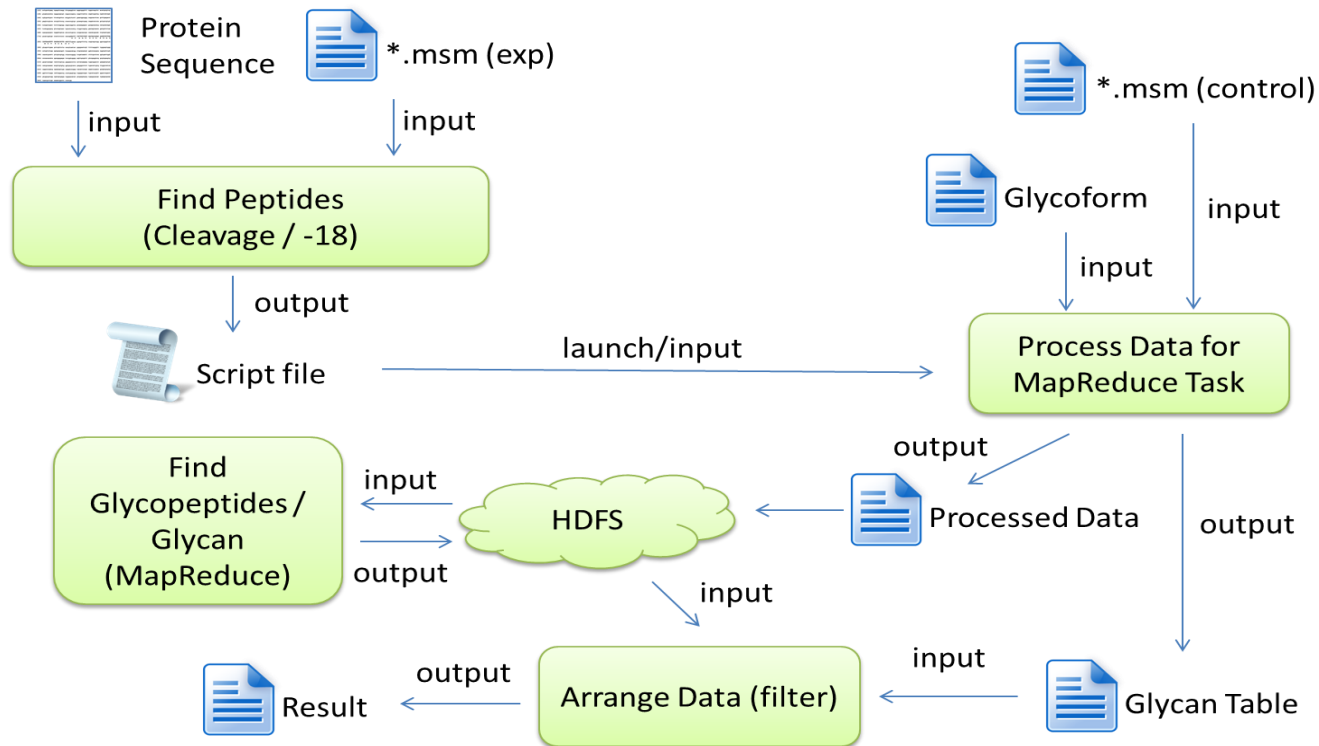 Protein
Sequence
*.msm (exp)
*.msm (control)
input
input
Find Peptides
(Cleavage / -18)
Glycoform
input
input
output
Script file
launch/input
Process Data for
MapReduce Task
Find
Glycopeptides /
Glycan
(MapReduce)
input
output
HDFS
output
Processed Data
output
input
Arrange Data (filter)
input
Glycan Table
output
Result